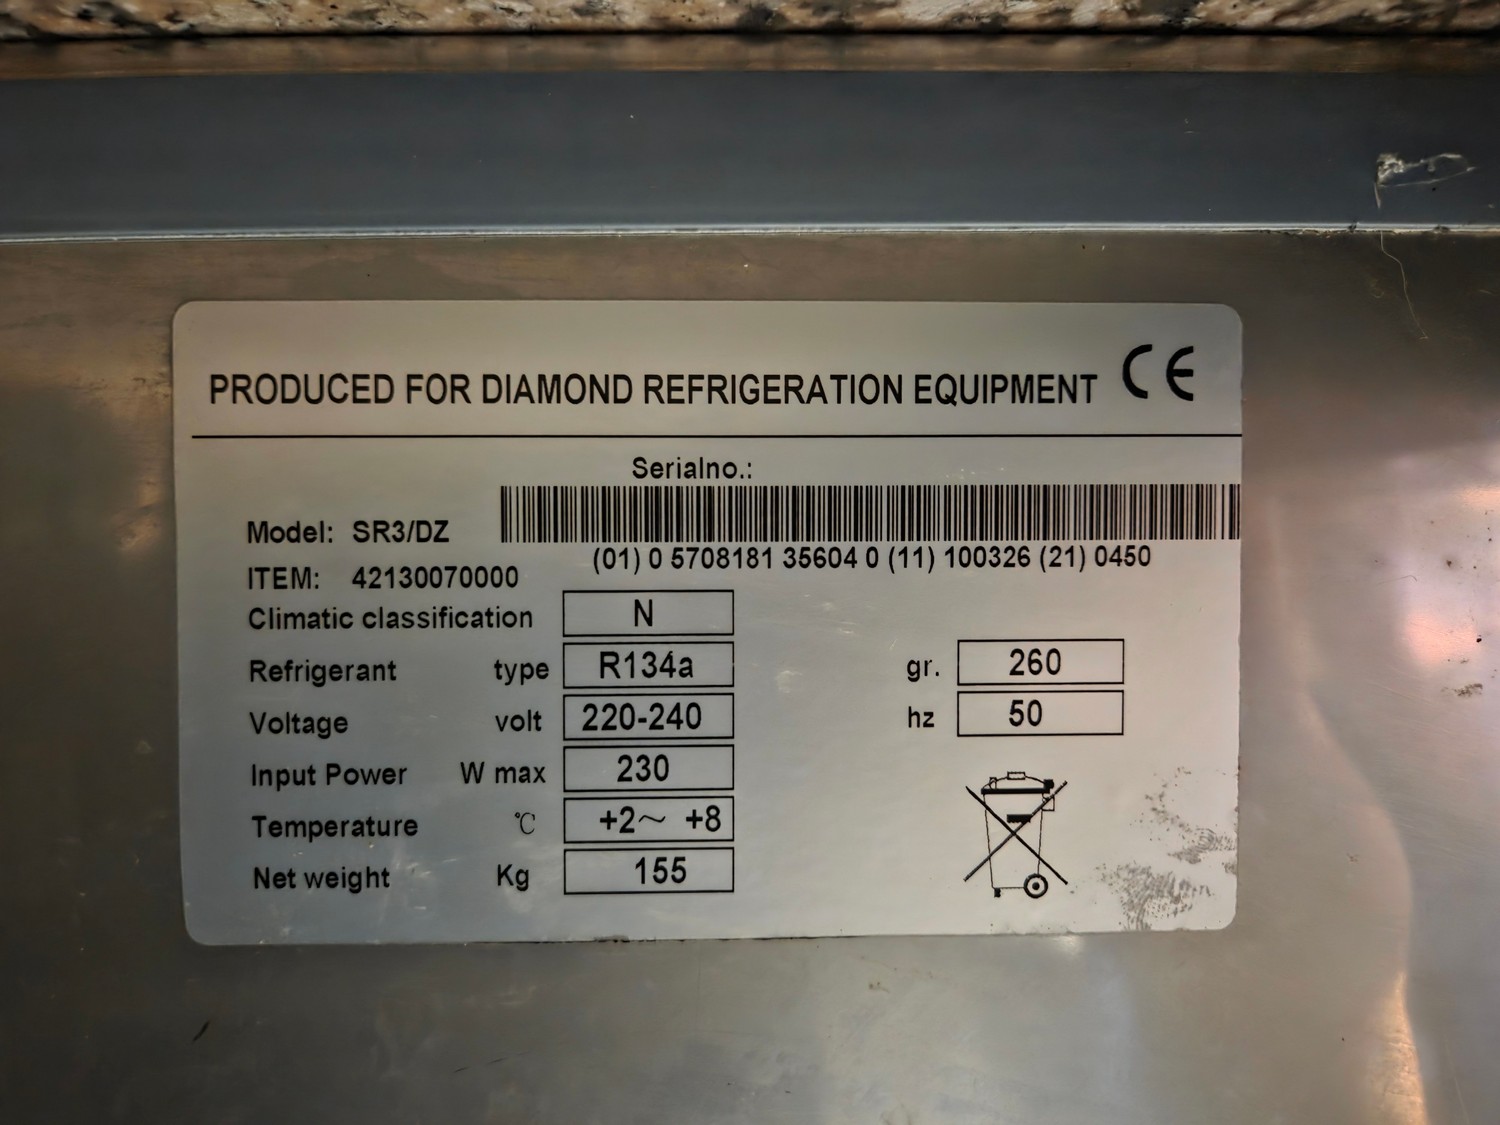 PRODUCED FOR DIAMOND REFRIGERATION EQUIPMENT CE
Serialno.:
Model: SR3/DZ
(01) 0 5708181 35604 0 (11) 100326 (21) 0450
ITEM: 42130070000
Climatic classification N
Refrigerant type R134a gr. 260
Voltage volt 220-240 hz 50
Input Power W max 230
Temperature ℃ +2～ +8
Net weight Kg 155